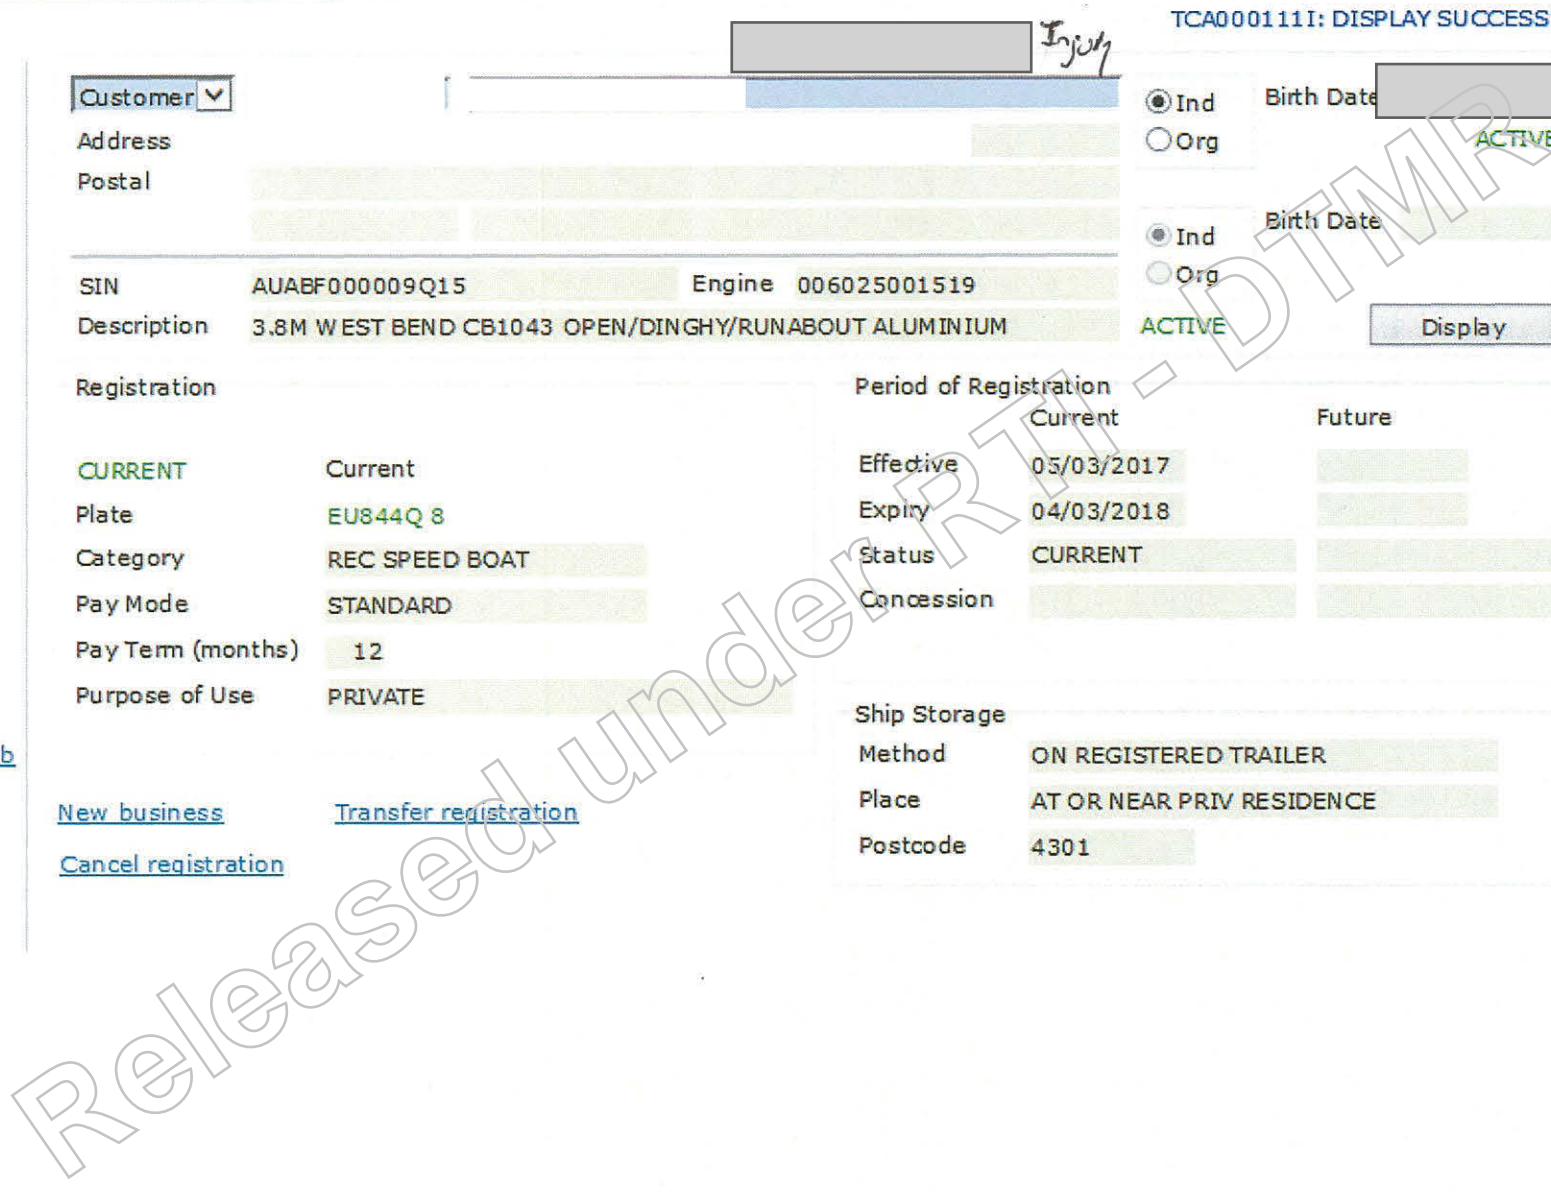 TCA000111I: DISPLAY SUCCESS
Injury
Customer
Ind
Birth Date
Address
Org
ACTIVE
Postal
Ind
Birth Date
Org
SIN AUABF000009Q15 Engine 006025001519
Description 3.8M WEST BEND CB1043 OPEN/DINGHY/RUNABOUT ALUMINIUM ACTIVE Display
Registration
Period of Registration
Current Future
CURRENT Current
Effective 05/03/2017
Plate EU844Q 8
Expiry 04/03/2018
Category REC SPEED BOAT
Status CURRENT
Pay Mode STANDARD
Concession
Pay Term (months) 12
Purpose of Use PRIVATE
Ship Storage
Method ON REGISTERED TRAILER
b
Place AT OR NEAR PRIV RESIDENCE
New business Transfer registration
Postcode 4301
Cancel registration
Released under RTI - DTMR